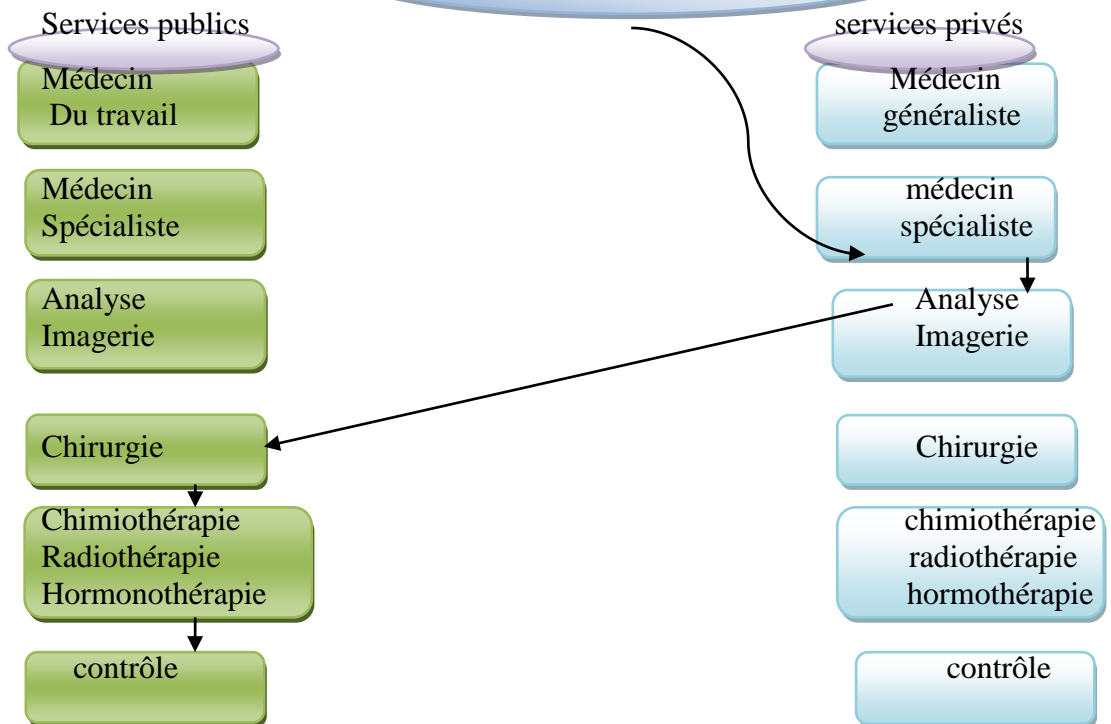 Services publics
Médecin
Du travail
Médecin
Spécialiste
Analyse
Imagerie
Chirurgie
Chimiothérapie
Radiothérapie
Hormonothérapie
contrôle
services privés
Médecin
généraliste
médecin
spécialiste
Analyse
Imagerie
Chirurgie
chimiothérapie
radiothérapie
hormothérapie
contrôle